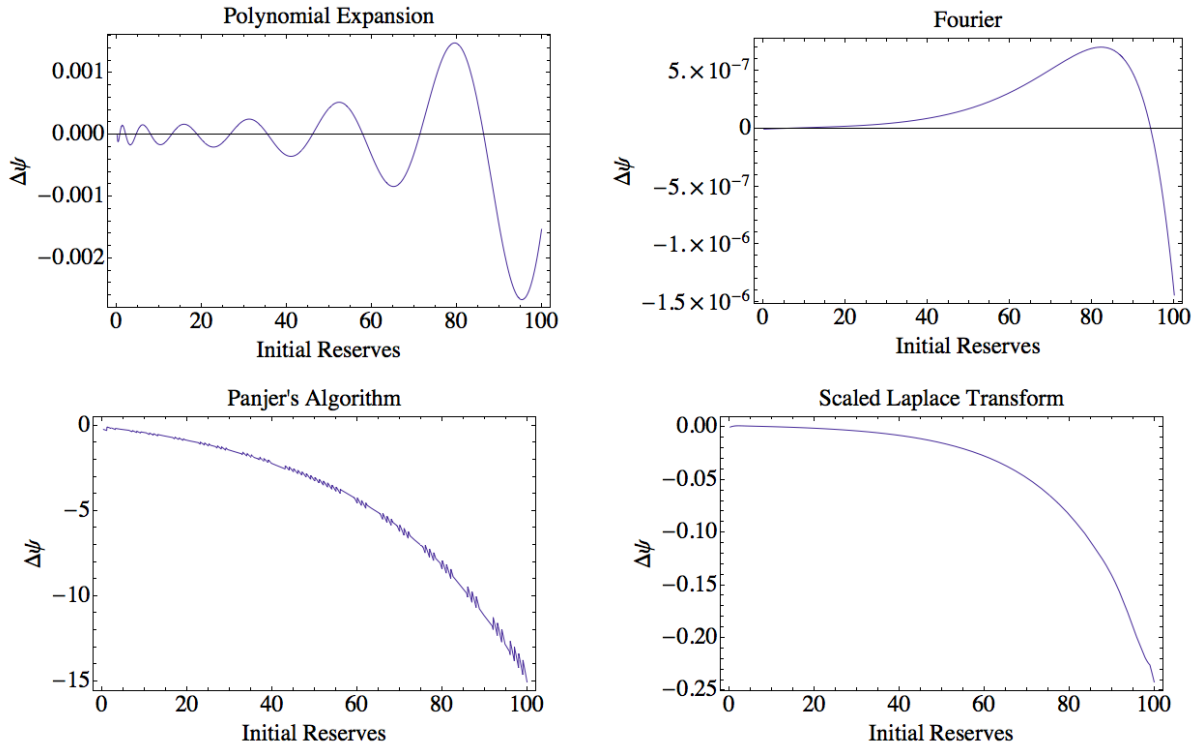 Polynomial Expansion
0.001
0.000
−0.001
−0.002
Δψ
0 20 40 60 80 100
Initial Reserves
Fourier
5.×10⁻⁷
0
−5.×10⁻⁷
−1.×10⁻⁶
−1.5×10⁻⁶
Δψ
0 20 40 60 80 100
Initial Reserves
Panjer's Algorithm
0
−5
−10
−15
Δψ
0 20 40 60 80 100
Initial Reserves
Scaled Laplace Transform
0.00
−0.05
−0.10
−0.15
−0.20
−0.25
Δψ
0 20 40 60 80 100
Initial Reserves